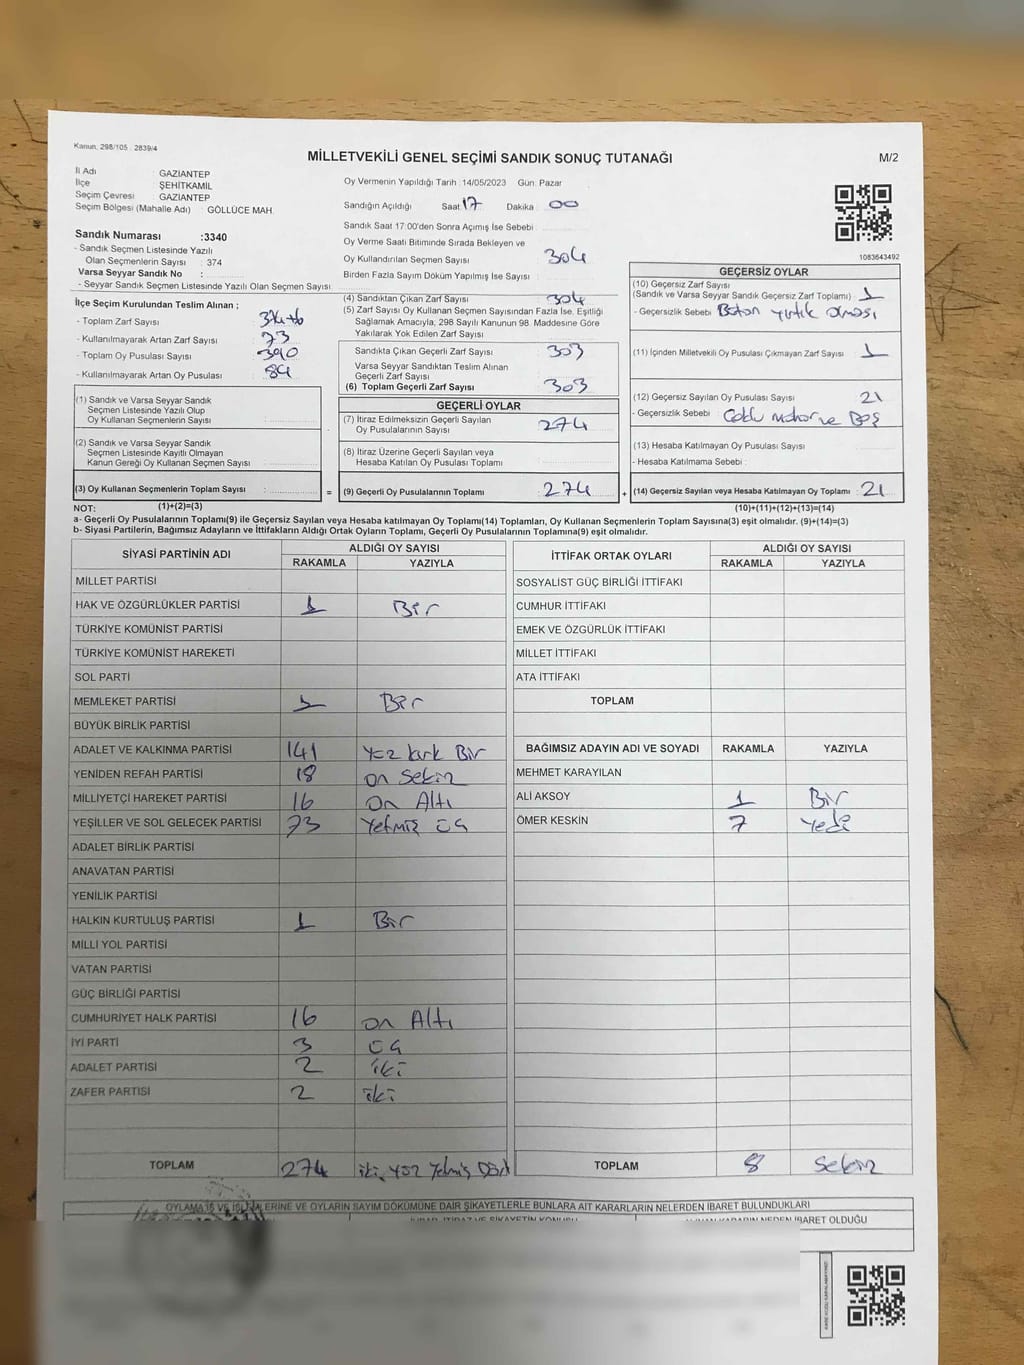 Kanun, 298/105 2839/4
MİLLETVEKİLİ GENEL SEÇİMİ SANDIK SONUÇ TUTANAĞI
M/2
İl Adı : GAZİANTEP
İlçe : ŞEHİTKAMİL
Seçim Çevresi : GAZİANTEP
Seçim Bölgesi (Mahalle Adı) : GÖLLÜCE MAH.
Oy Vermenin Yapıldığı Tarih :14/05/2023 Gün: Pazar
Sandığın Açıldığı Saat: 17 Dakika : 00
Sandık Saat 17:00'den Sonra Açımış İse Sebebi :
Oy Verme Saati Bitiminde Sırada Bekleyen ve
Oy Kullandırılan Seçmen Sayısı 304
Birden Fazla Sayım Döküm Yapılmış İse Sayısı :
1083643492
Sandık Numarası :3340
- Sandık Seçmen Listesinde Yazılı
Olan Seçmenlerin Sayısı : 374
Varsa Seyyar Sandık No :
- Seyyar Sandık Seçmen Listesinde Yazılı Olan Seçmen Sayısı
İlçe Seçim Kurulundan Teslim Alınan ;
- Toplam Zarf Sayısı :
- Kullanılmayarak Artan Zarf Sayısı : 73
- Toplam Oy Pusulası Sayısı : 390
- Kullanılmayarak Artan Oy Pusulası : 84
(1) Sandık ve Varsa Seyyar Sandık
Seçmen Listesinde Yazılı Olup
Oy Kullanan Seçmenlerin Sayısı :
(2) Sandık ve Varsa Seyyar Sandık
Seçmen Listesinde Kayıtlı Olmayan
Kanun Gereği Oy Kullanan Seçmen Sayısı :
(3) Oy Kullanan Seçmenlerin Toplam Sayısı : =
(1)+(2)=(3)
(4) Sandıktan Çıkan Zarf Sayısı 304
(5) Zarf Sayısı Oy Kullanan Seçmen Sayısından Fazla İse, Eşitliği
Sağlamak Amacıyla, 298 Sayılı Kanunun 98. Maddesine Göre
Yakılarak Yok Edilen Zarf Sayısı
Sandıkta Çıkan Geçerli Zarf Sayısı 303
Varsa Seyyar Sandıktan Teslim Alınan
Geçerli Zarf Sayısı
(6) Toplam Geçerli Zarf Sayısı 303
GEÇERLİ OYLAR
(7) İtiraz Edilmeksizin Geçerli Sayılan
Oy Pusulalarının Sayısı 274
(8) İtiraz Üzerine Geçerli Sayılan veya
Hesaba Katılan Oy Pusulası Toplamı
(9) Geçerli Oy Pusulalarının Toplamı 274 +
GEÇERSİZ OYLAR
(10) Geçersiz Zarf Sayısı
(Sandık ve Varsa Seyyar Sandık Geçersiz Zarf Toplamı) : 1
- Geçersizlik Sebebi yırtık olması
(11) İçinden Milletvekili Oy Pusulası Çıkmayan Zarf Sayısı 1
(12) Geçersiz Sayılan Oy Pusulası Sayısı 21
- Geçersizlik Sebebi : ve Boş
(13) Hesaba Katılmayan Oy Pusulası Sayısı
- Hesaba Katılmama Sebebi :
(14) Geçersiz Sayılan veya Hesaba Katılmayan Oy Toplamı : 21
(10)+(11)+(12)+(13)=(14)
NOT:
a- Geçerli Oy Pusulalarının Toplamı(9) ile Geçersiz Sayılan veya Hesaba katılmayan Oy Toplamı(14) Toplamları, Oy Kullanan Seçmenlerin Toplam Sayısına(3) eşit olmalıdır. (9)+(14)=(3)
b- Siyasi Partilerin, Bağımsız Adayların ve İttifakların Aldığı Ortak Oyların Toplamı, Geçerli Oy Pusulalarının Toplamına(9) eşit olmalıdır.
SİYASİ PARTİNİN ADI ALDIĞI OY SAYISI
RAKAMLA YAZIYLA
MİLLET PARTİSİ
HAK VE ÖZGÜRLÜKLER PARTİSİ 1 Bir
TÜRKİYE KOMÜNİST PARTİSİ
TÜRKİYE KOMÜNİST HAREKETİ
SOL PARTİ
MEMLEKET PARTİSİ 1 Bir
BÜYÜK BİRLİK PARTİSİ
ADALET VE KALKINMA PARTİSİ 141 Yüz kırk Bir
YENİDEN REFAH PARTİSİ 18 on sekiz
MİLLİYETÇİ HAREKET PARTİSİ 16 On Altı
YEŞİLLER VE SOL GELECEK PARTİSİ 73 Yetmiş üç
ADALET BİRLİK PARTİSİ
ANAVATAN PARTİSİ
YENİLİK PARTİSİ
HALKIN KURTULUŞ PARTİSİ 1 Bir
MİLLİ YOL PARTİSİ
VATAN PARTİSİ
GÜÇ BİRLİĞİ PARTİSİ
CUMHURİYET HALK PARTİSİ 16 on Altı
İYİ PARTİ 3 üç
ADALET PARTİSİ 2 iki
ZAFER PARTİSİ 2 iki
TOPLAM 274 iki yüz Yetmiş Dört
İTTİFAK ORTAK OYLARI ALDIĞI OY SAYISI
RAKAMLA YAZIYLA
SOSYALİST GÜÇ BİRLİĞİ İTTİFAKI
CUMHUR İTTİFAKI
EMEK VE ÖZGÜRLÜK İTTİFAKI
MİLLET İTTİFAKI
ATA İTTİFAKI
TOPLAM
BAĞIMSIZ ADAYIN ADI VE SOYADI RAKAMLA YAZIYLA
MEHMET KARAYILAN
ALİ AKSOY 1 Bir
ÖMER KESKİN 7 Yedi
TOPLAM 8 sekiz
OYLAMA İŞ VE İŞLEMLERİNE VE OYLARIN SAYIM DÖKÜMÜNE DAİR ŞİKAYETLERLE BUNLARA AİT KARARLARIN NELERDEN İBARET BULUNDUKLARI